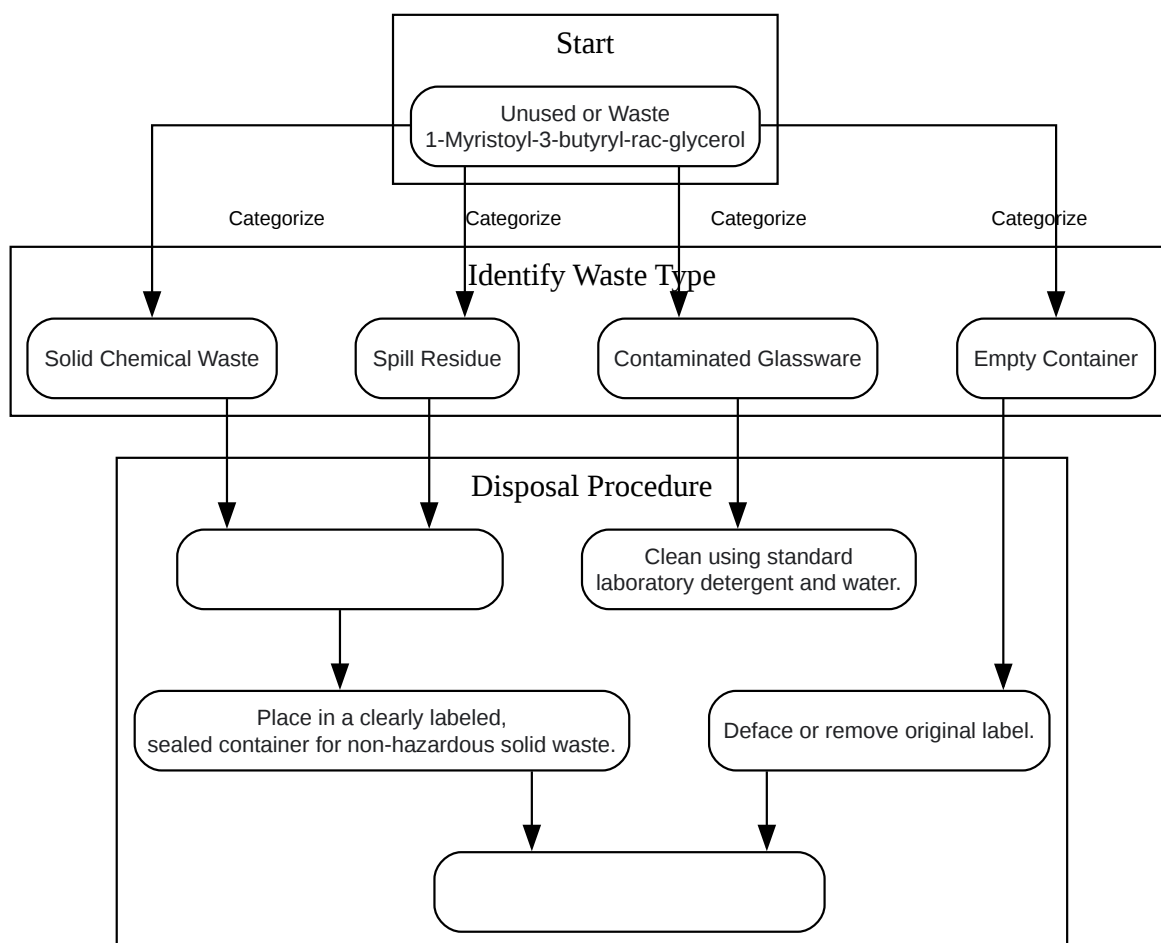 Start
Unused or Waste
1-Myristoyl-3-butyryl-rac-glycerol
Categorize
Categorize
Categorize
Categorize
Identify Waste Type
Solid Chemical Waste
Spill Residue
Contaminated Glassware
Empty Container
Disposal Procedure
Clean using standard
laboratory detergent and water.
Place in a clearly labeled,
sealed container for non-hazardous solid waste.
Deface or remove original label.